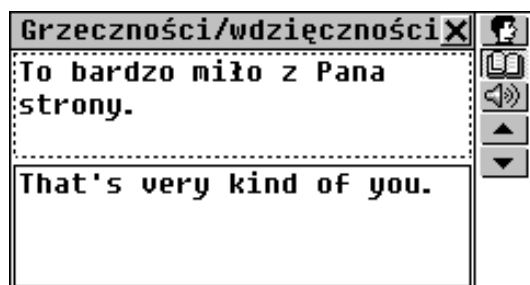 Grzeczności/wdzięczności
To bardzo miło z Pana
strony.
That's very kind of you.